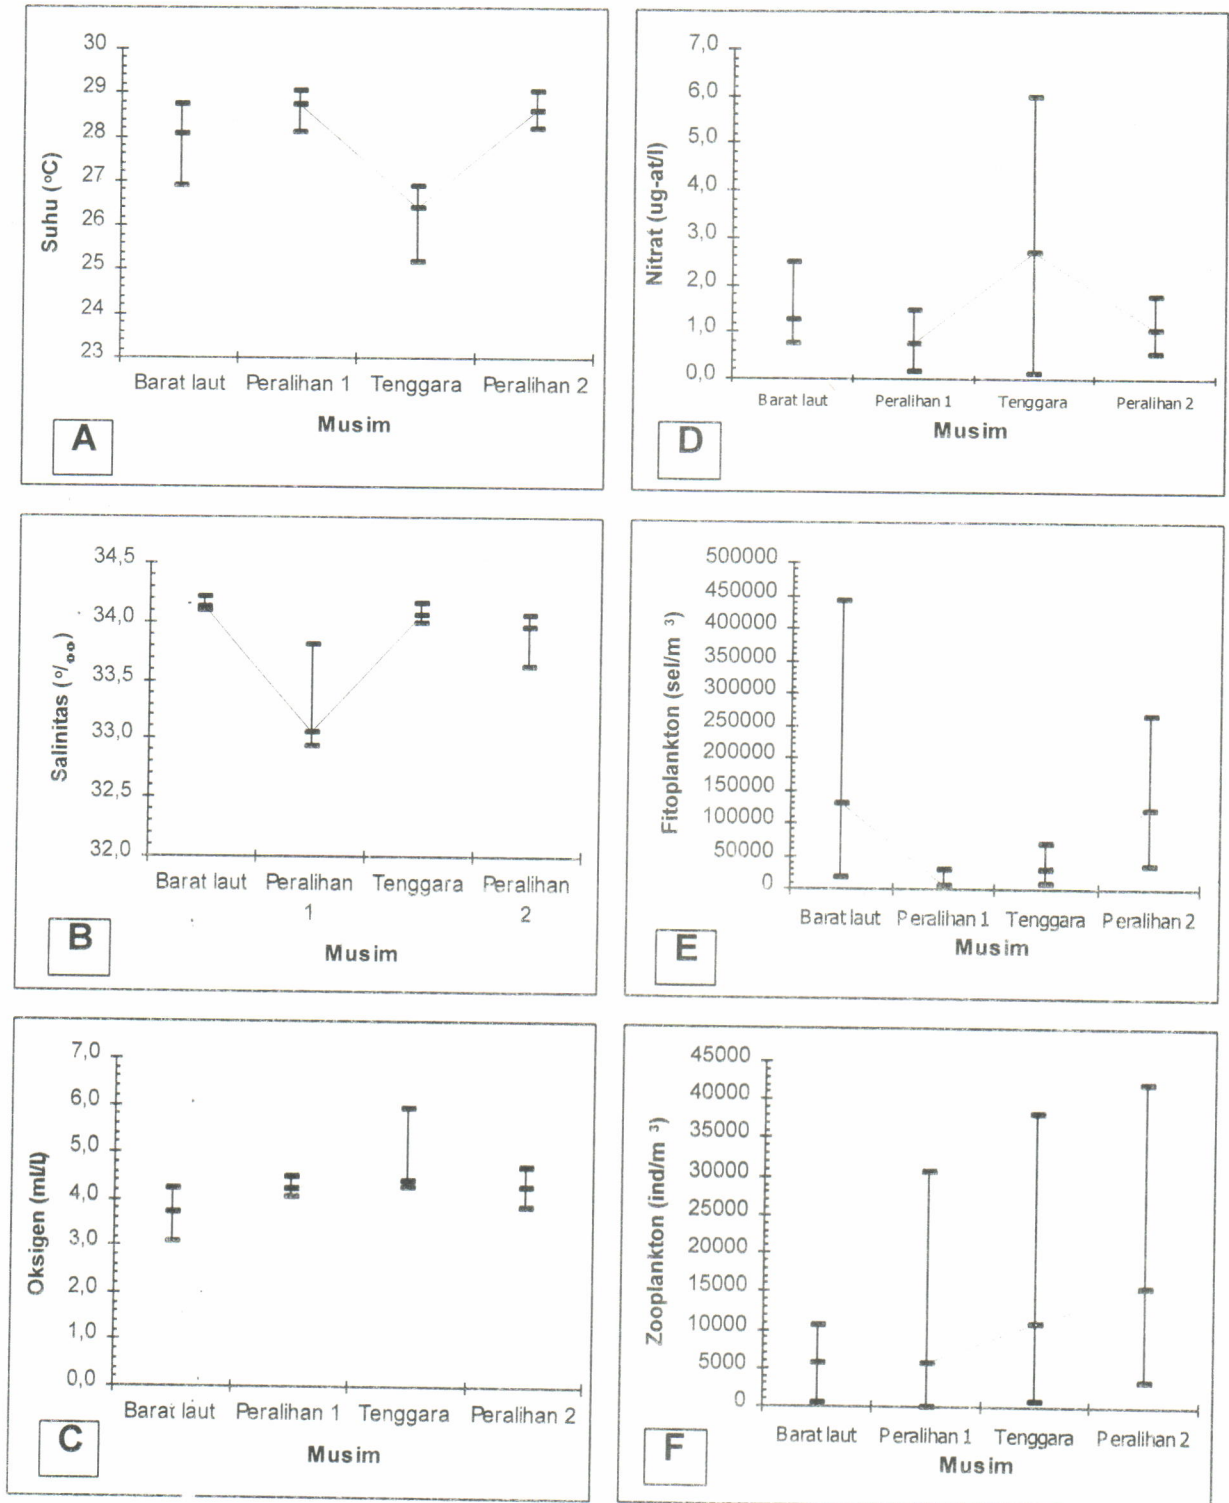 30
29
28
27
26
25
24
23
Suhu (ºC)
Barat laut Peralihan 1 Tenggara Peralihan 2
Musim
A
7,0
6,0
5,0
4,0
3,0
2,0
1,0
0,0
Nitrat (ug-at/l)
Barat laut Peralihan 1 Tenggara Peralihan 2
Musim
D
34,5
34,0
33,5
33,0
32,5
32,0
Salinitas (º/₀₀)
Barat laut Peralihan Tenggara Peralihan
1 2
Musim
B
500000
450000
400000
350000
300000
250000
200000
150000
100000
50000
0
Fitoplankton (sel/m ³)
Barat laut Peralihan 1 Tenggara Peralihan 2
Musim
E
7,0
6,0
5,0
4,0
3,0
2,0
1,0
0,0
Oksigen (ml/L)
Barat laut Peralihan 1 Tenggara Peralihan 2
Musim
C
45000
40000
35000
30000
25000
20000
15000
10000
5000
0
Zooplankton (ind/m ³)
Barat laut Peralihan 1 Tenggara Peralihan 2
Musim
F